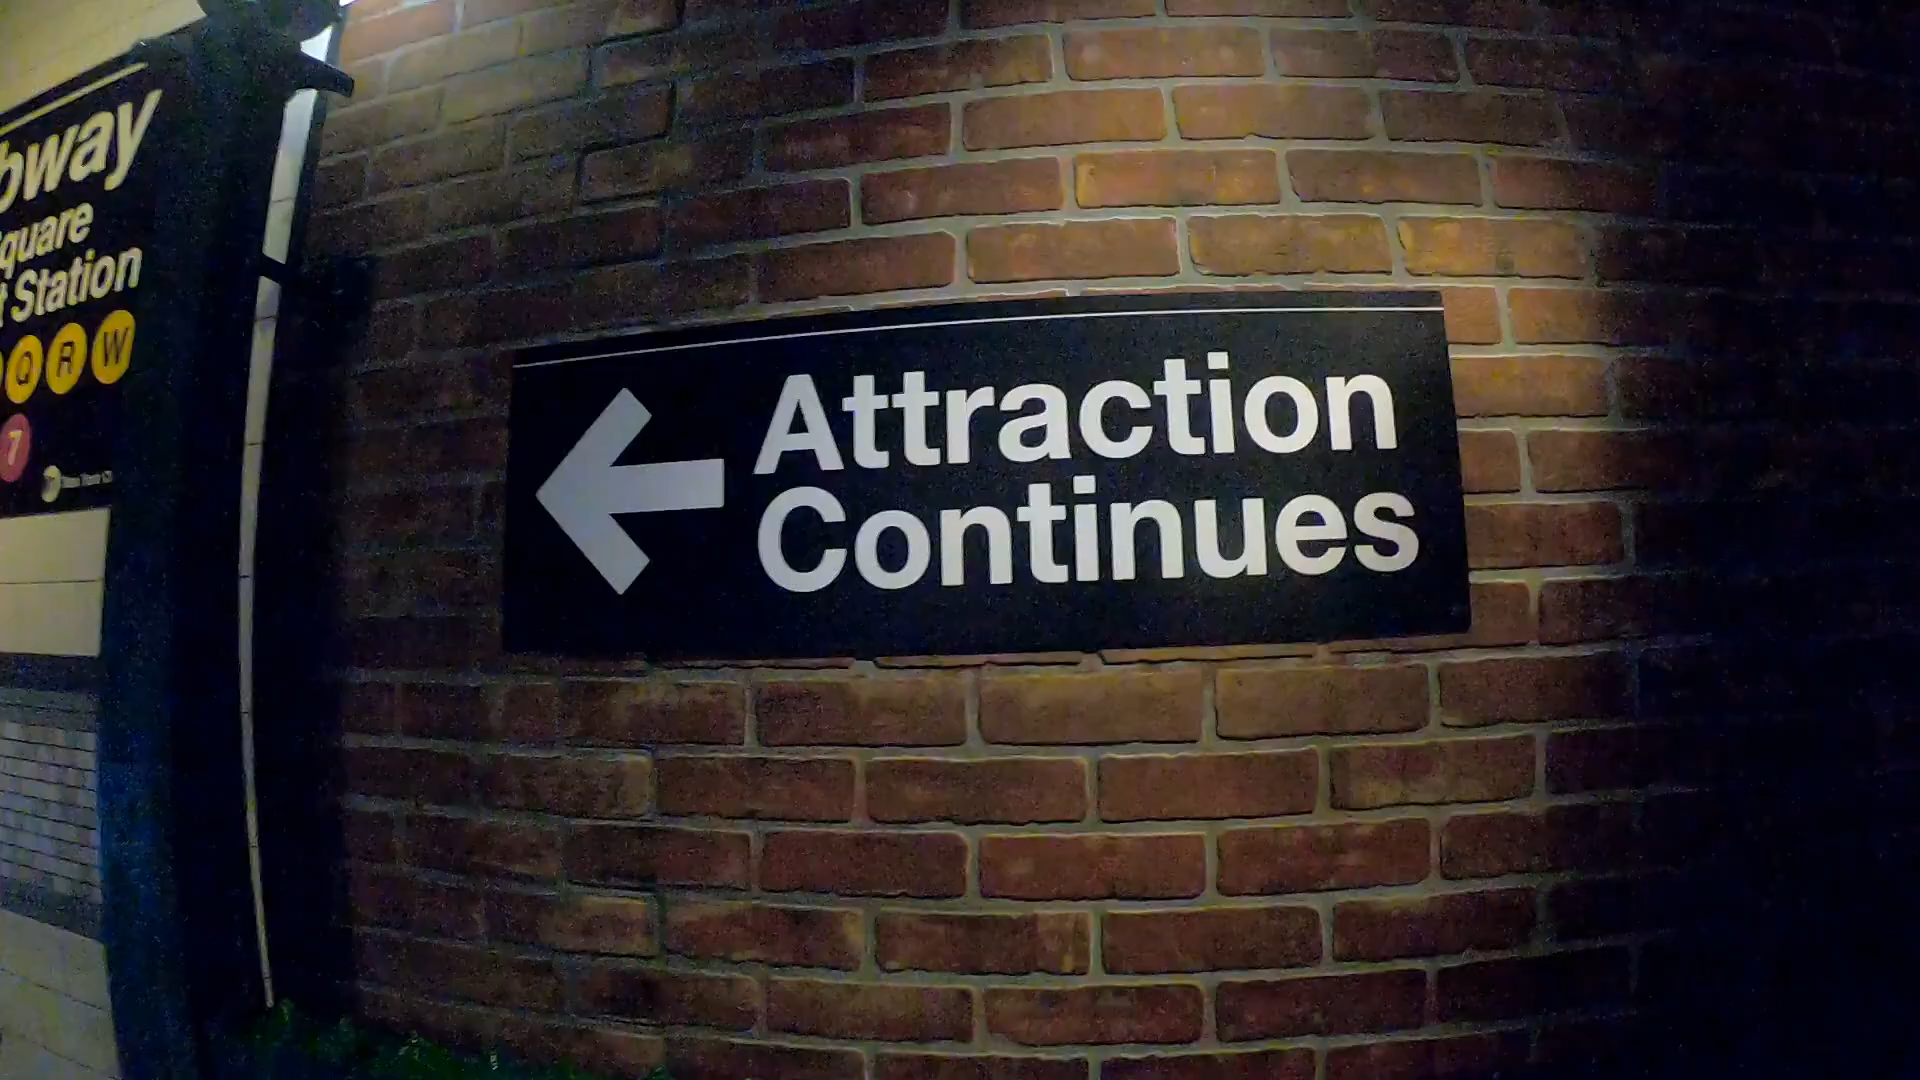 bway
quare
t Station
Q R W
7
Attraction
Continues